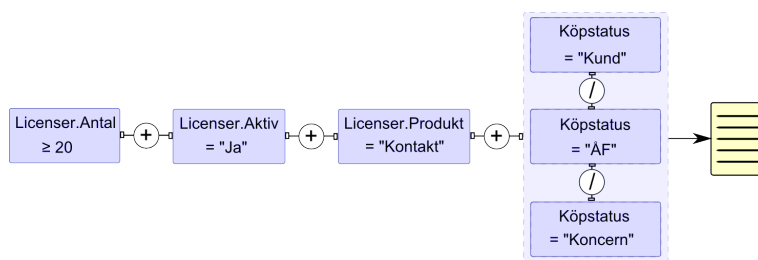 Licenser.Antal
≥ 20
+
Licenser.Aktiv
= "Ja"
+
Licenser.Produkt
= "Kontakt"
+
Köpstatus
= "Kund"
/
Köpstatus
= "ÅF"
/
Köpstatus
= "Koncern"